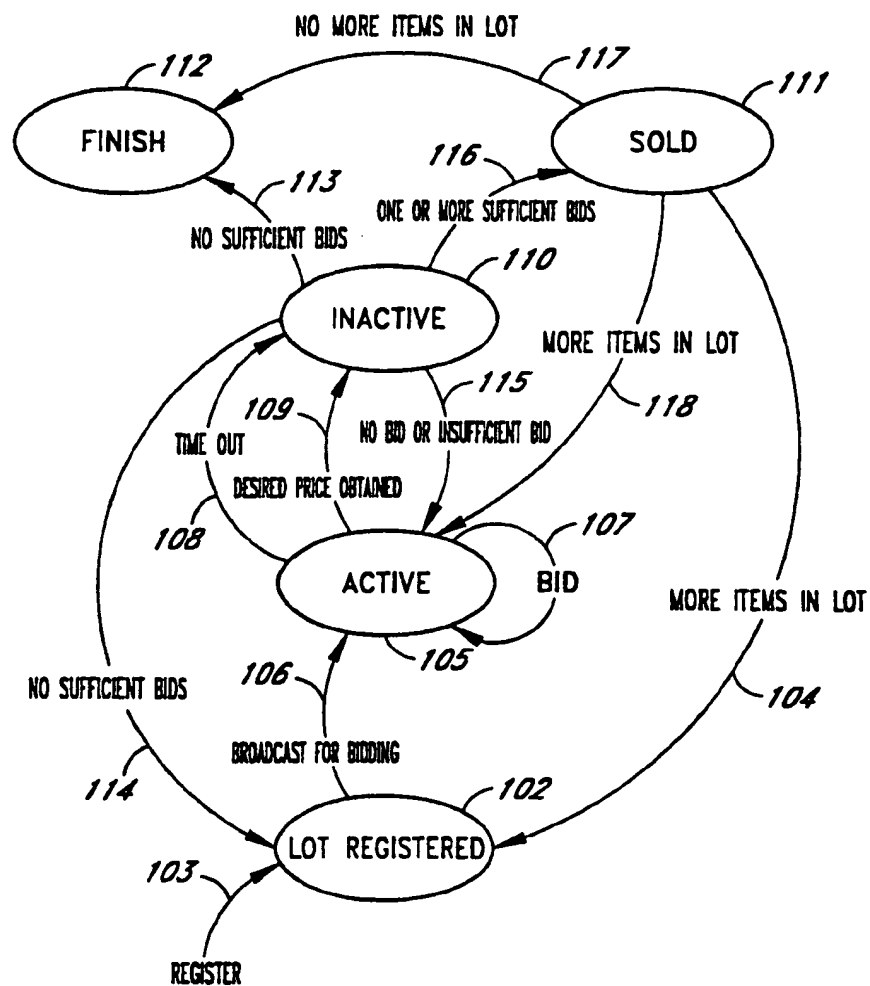 NO MORE ITEMS IN LOT
112
117
111
FINISH
SOLD
116
113
ONE OR MORE SUFFICIENT BIDS
NO SUFFICIENT BIDS
110
INACTIVE
MORE ITEMS IN LOT
115
118
109
TIME OUT
NO BID OR INSUFFICIENT BID
DESIRED PRICE OBTAINED
107
108
ACTIVE
BID
MORE ITEMS IN LOT
105
106
NO SUFFICIENT BIDS
104
BROADCAST FOR BIDDING
114
102
LOT REGISTERED
103
REGISTER